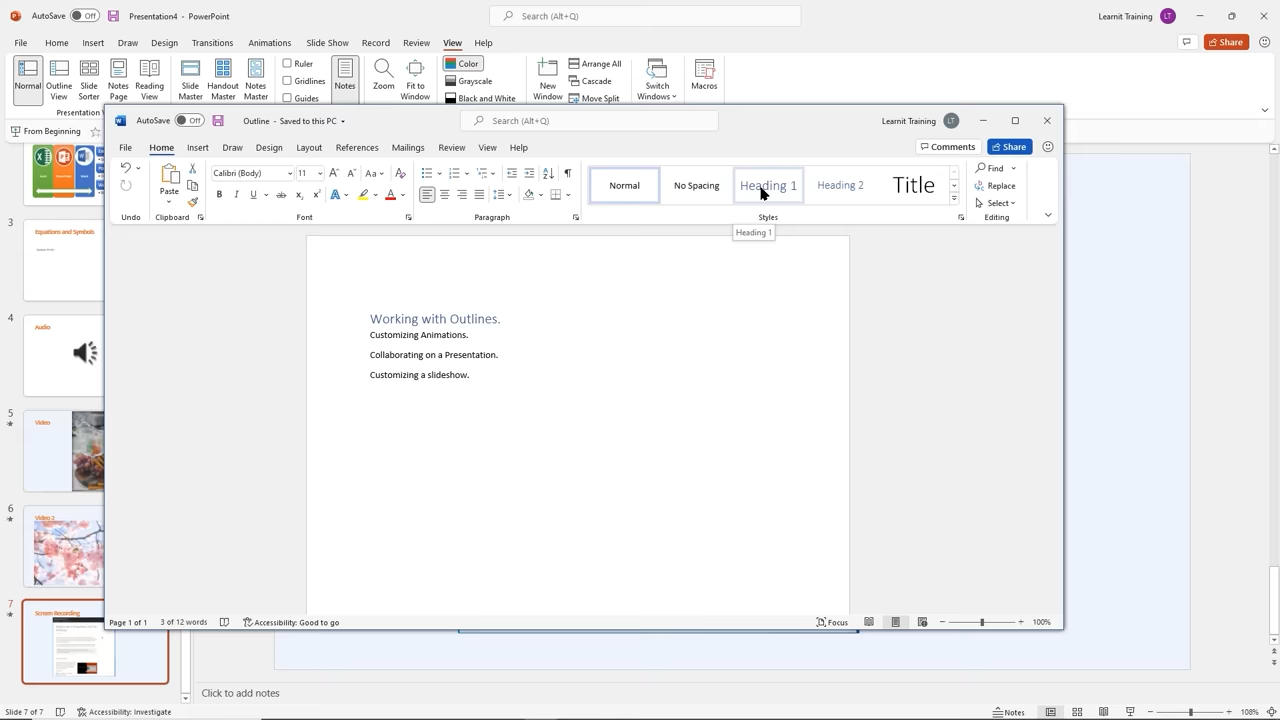 AutoSave Off Presentation4 - PowerPoint Search (Alt+Q) Learnit Training LT
File Home Insert Draw Design Transitions Animations Slide Show Record Review View Help Share
Normal Outline View Slide Sorter Notes Page Reading View Slide Master Handout Master Notes Master Ruler Gridlines Guides Notes Zoom Fit to Window Color Grayscale Black and White New Window Arrange All Cascade Move Split Switch Windows Macros
Presentation
From Beginning
AutoSave Off Outline - Saved to this PC Search (Alt+Q) Learnit Training LT
File Home Insert Draw Design Layout References Mailings Review View Help Comments Share
Paste Calibri (Body) 11 Normal No Spacing Heading 1 Heading 2 Title Find Replace Select
Undo Clipboard Font Paragraph Styles Editing
Heading 1
Working with Outlines.
Customizing Animations.
Collaborating on a Presentation.
Customizing a slideshow.
3 Equations and Symbols
4 Audio
5 Video
6 Video 2
7 Screen Recording
Page 1 of 1 3 of 12 words Accessibility: Good to go Focus 100%
Click to add notes
Slide 7 of 7 Accessibility: Investigate Notes 108%